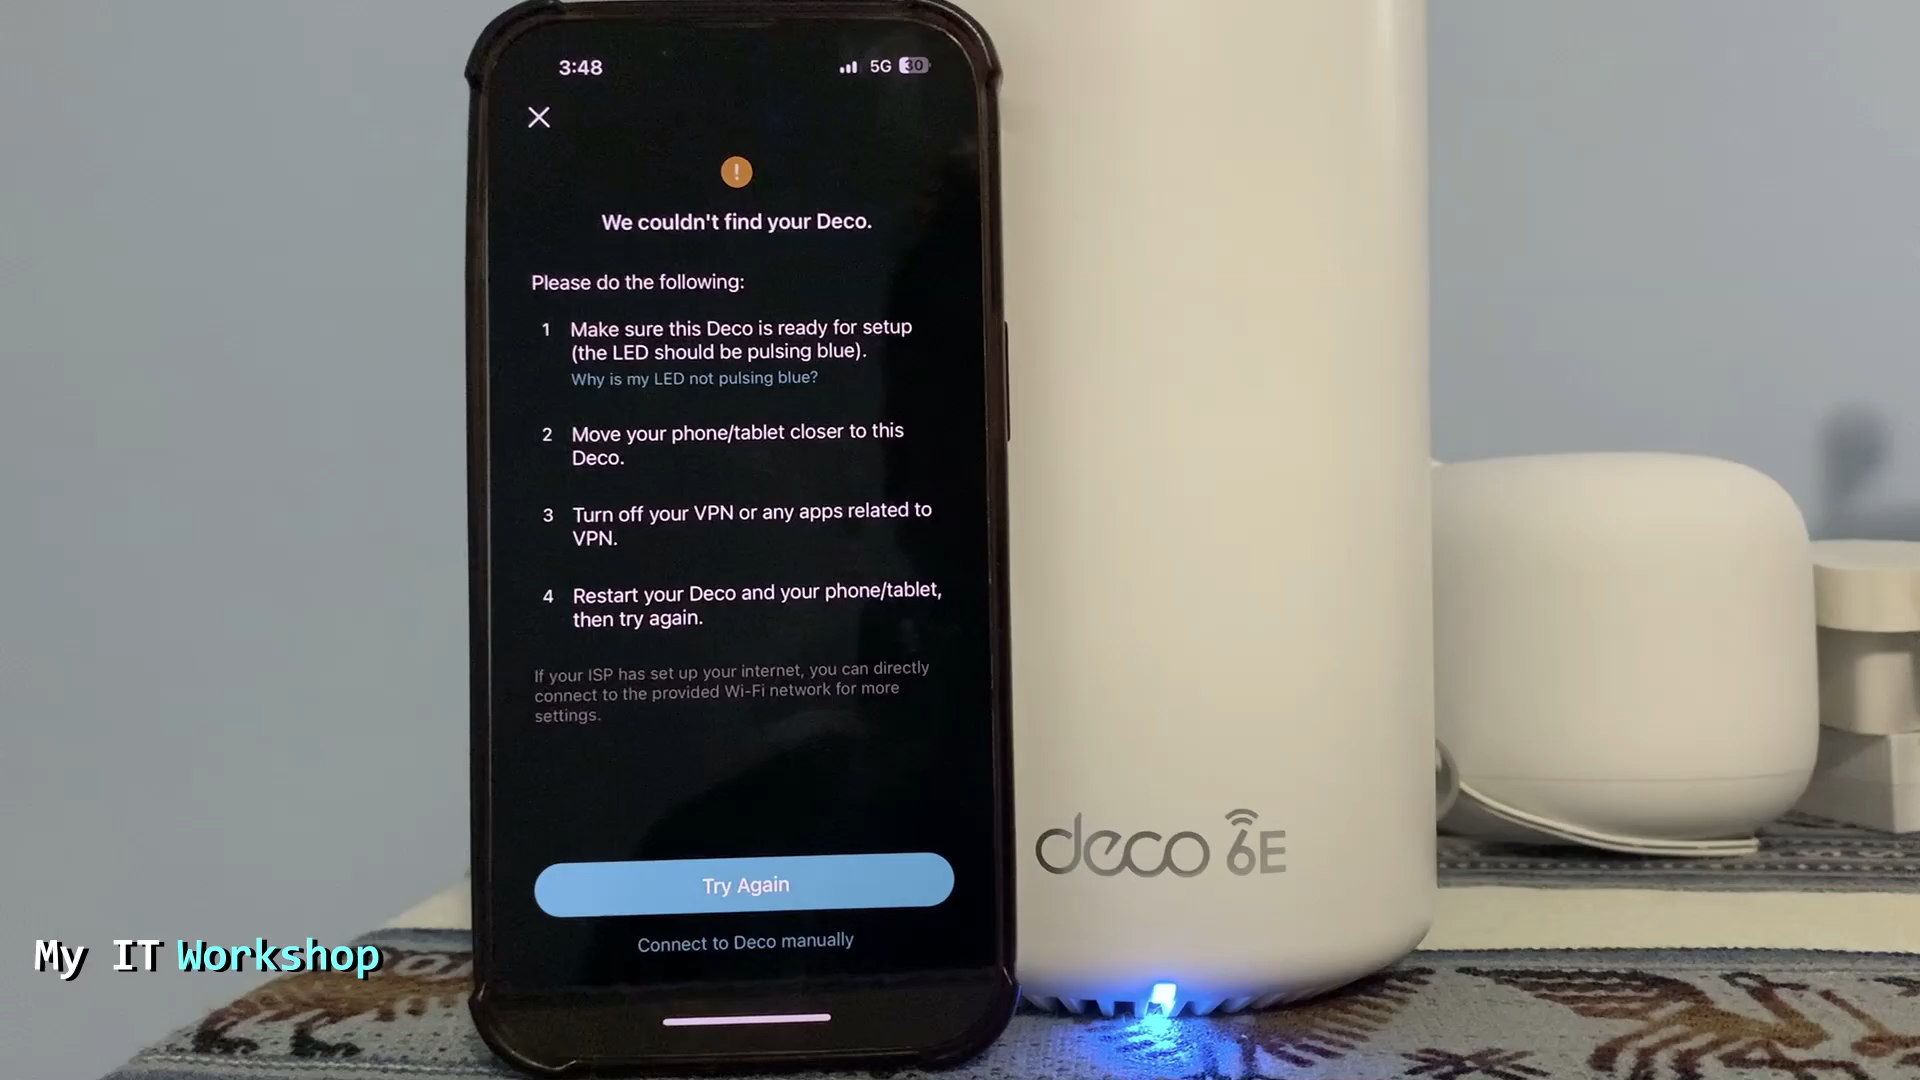 3:48
5G 30
We couldn't find your Deco.
Please do the following:
1 Make sure this Deco is ready for setup
(the LED should be pulsing blue).
Why is my LED not pulsing blue?
2 Move your phone/tablet closer to this
Deco.
3 Turn off your VPN or any apps related to
VPN.
4 Restart your Deco and your phone/tablet,
then try again.
If your ISP has set up your internet, you can directly
connect to the provided Wi-Fi network for more
settings.
Try Again
Connect to Deco manually
deco 6E
My IT Workshop